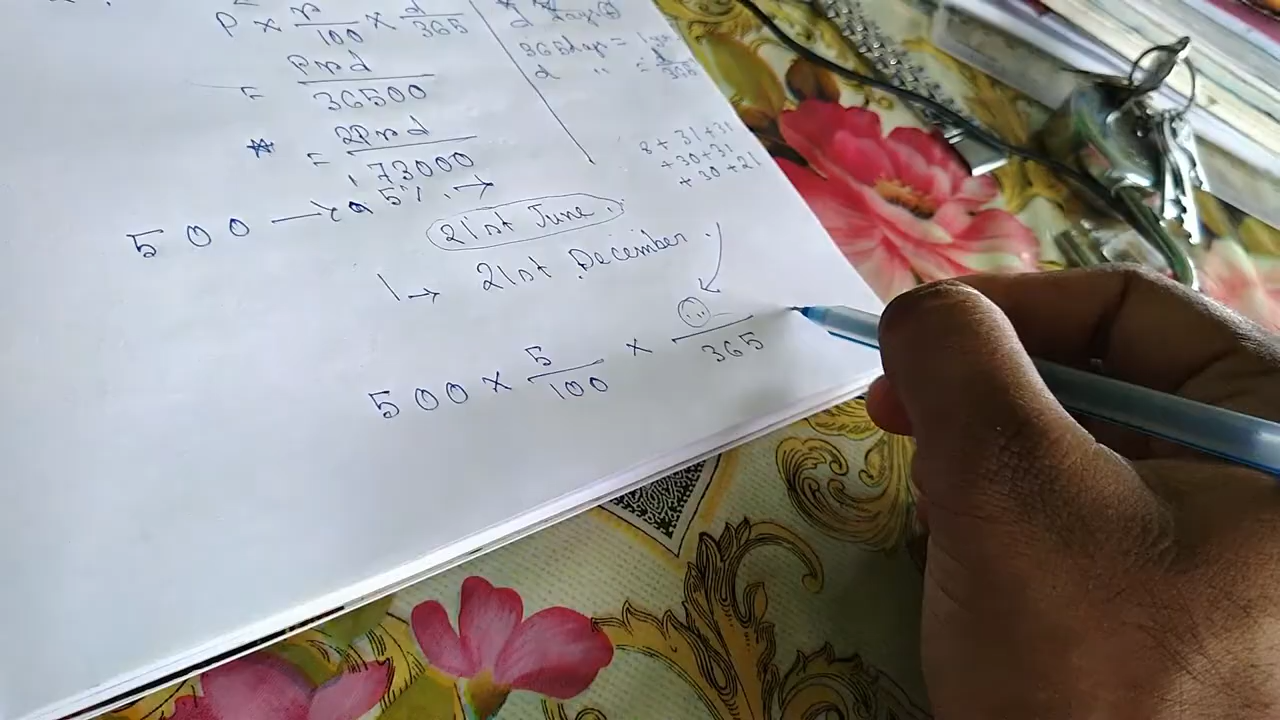 P × r/100 × d/365
= Prd/36500
* = 2Prd/73000
500 → @ 5% →
21st June.
→ 21st December.
500 × 5/100 × /365
365 days = 1
d " = d/365
8 + 31 + 31
+ 30 + 31
+ 30 + 21